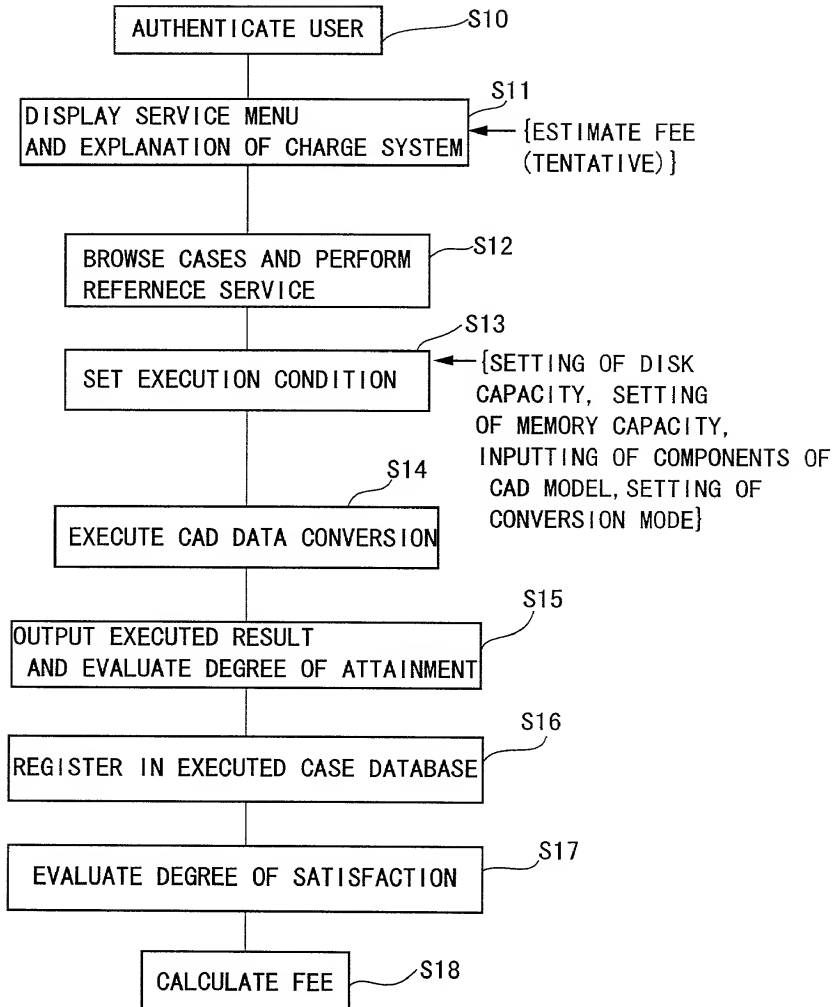 AUTHENTICATE USER
S10
S11
DISPLAY SERVICE MENU
AND EXPLANATION OF CHARGE SYSTEM
{ESTIMATE FEE
(TENTATIVE)}
S12
BROWSE CASES AND PERFORM
REFERNECE SERVICE
S13
SET EXECUTION CONDITION
{SETTING OF DISK
CAPACITY, SETTING
OF MEMORY CAPACITY,
INPUTTING OF COMPONENTS OF
CAD MODEL, SETTING OF
CONVERSION MODE}
S14
EXECUTE CAD DATA CONVERSION
S15
OUTPUT EXECUTED RESULT
AND EVALUATE DEGREE OF ATTAINMENT
S16
REGISTER IN EXECUTED CASE DATABASE
S17
EVALUATE DEGREE OF SATISFACTION
S18
CALCULATE FEE